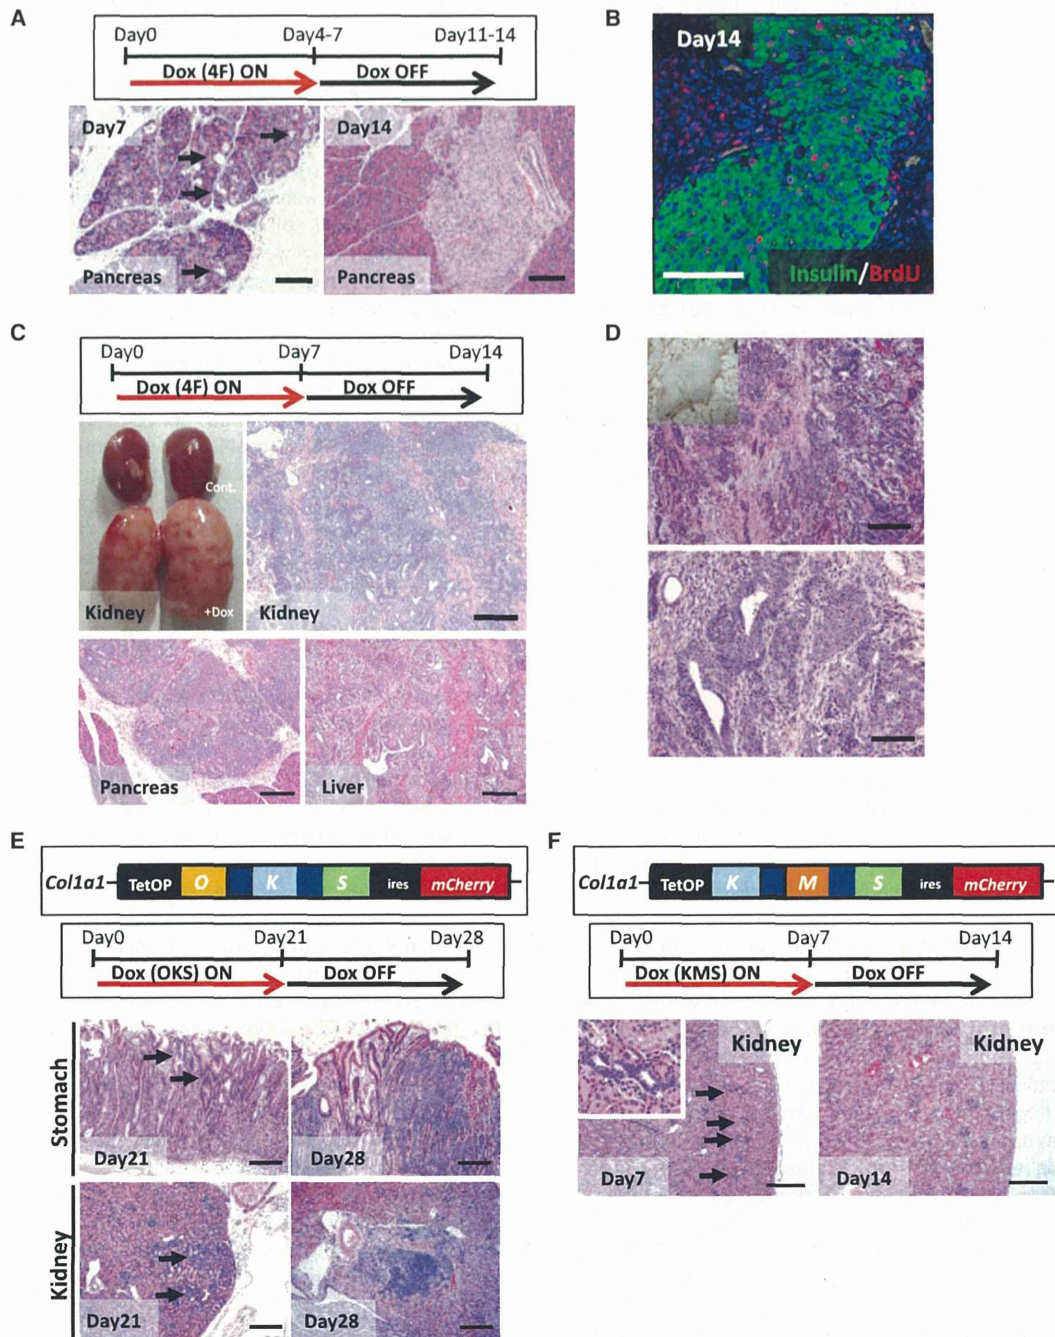 A
Day0 Day4-7 Day11-14
Dox (4F) ON Dox OFF
Day7
Pancreas
Day14
Pancreas
B
Day14
Insulin/BrdU
C
Day0 Day7 Day14
Dox (4F) ON Dox OFF
Cont.
Kidney
+Dox
Kidney
Pancreas
Liver
D
E
Col1a1 TetOP O K S ires mCherry
Day0 Day21 Day28
Dox (OKS) ON Dox OFF
Stomach
Day21
Day28
Kidney
Day21
Day28
F
Col1a1 TetOP K M S ires mCherry
Day0 Day7 Day14
Dox (KMS) ON Dox OFF
Kidney
Day7
Kidney
Day14